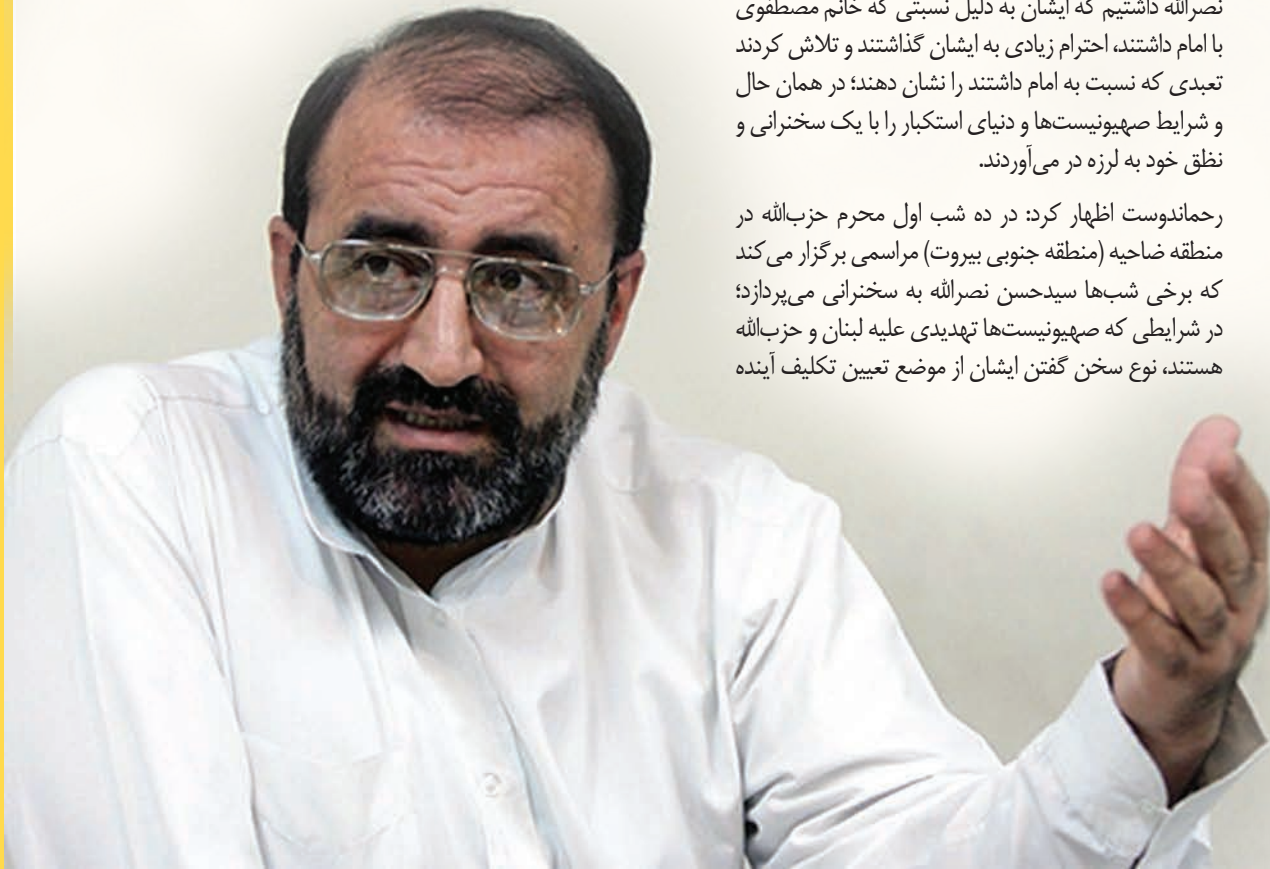 نصرالله داشتیم که ایشان به دلیل نسبتی که خانم مصطفوی
با امام داشتند، احترام زیادی به ایشان گذاشتند و تلاش کردند
تعبدی که نسبت به امام داشتند را نشان دهند؛ در همان حال
و شرایط صهیونیست‌ها و دنیای استکبار را با یک سخنرانی و
نظق خود به لرزه در می‌آوردند.
رحماندوست اظهار کرد: در ده شب اول محرم حزب‌الله در
منطقه ضاحیه (منطقه جنوبی بیروت) مراسمی برگزار می‌کند
که برخی شب‌ها سیدحسن نصرالله به سخنرانی می‌پردازد؛
در شرایطی که صهیونیست‌ها تهدیدی علیه لبنان و حزب‌الله
هستند، نوع سخن گفتن ایشان از موضع تعیین تکلیف آینده